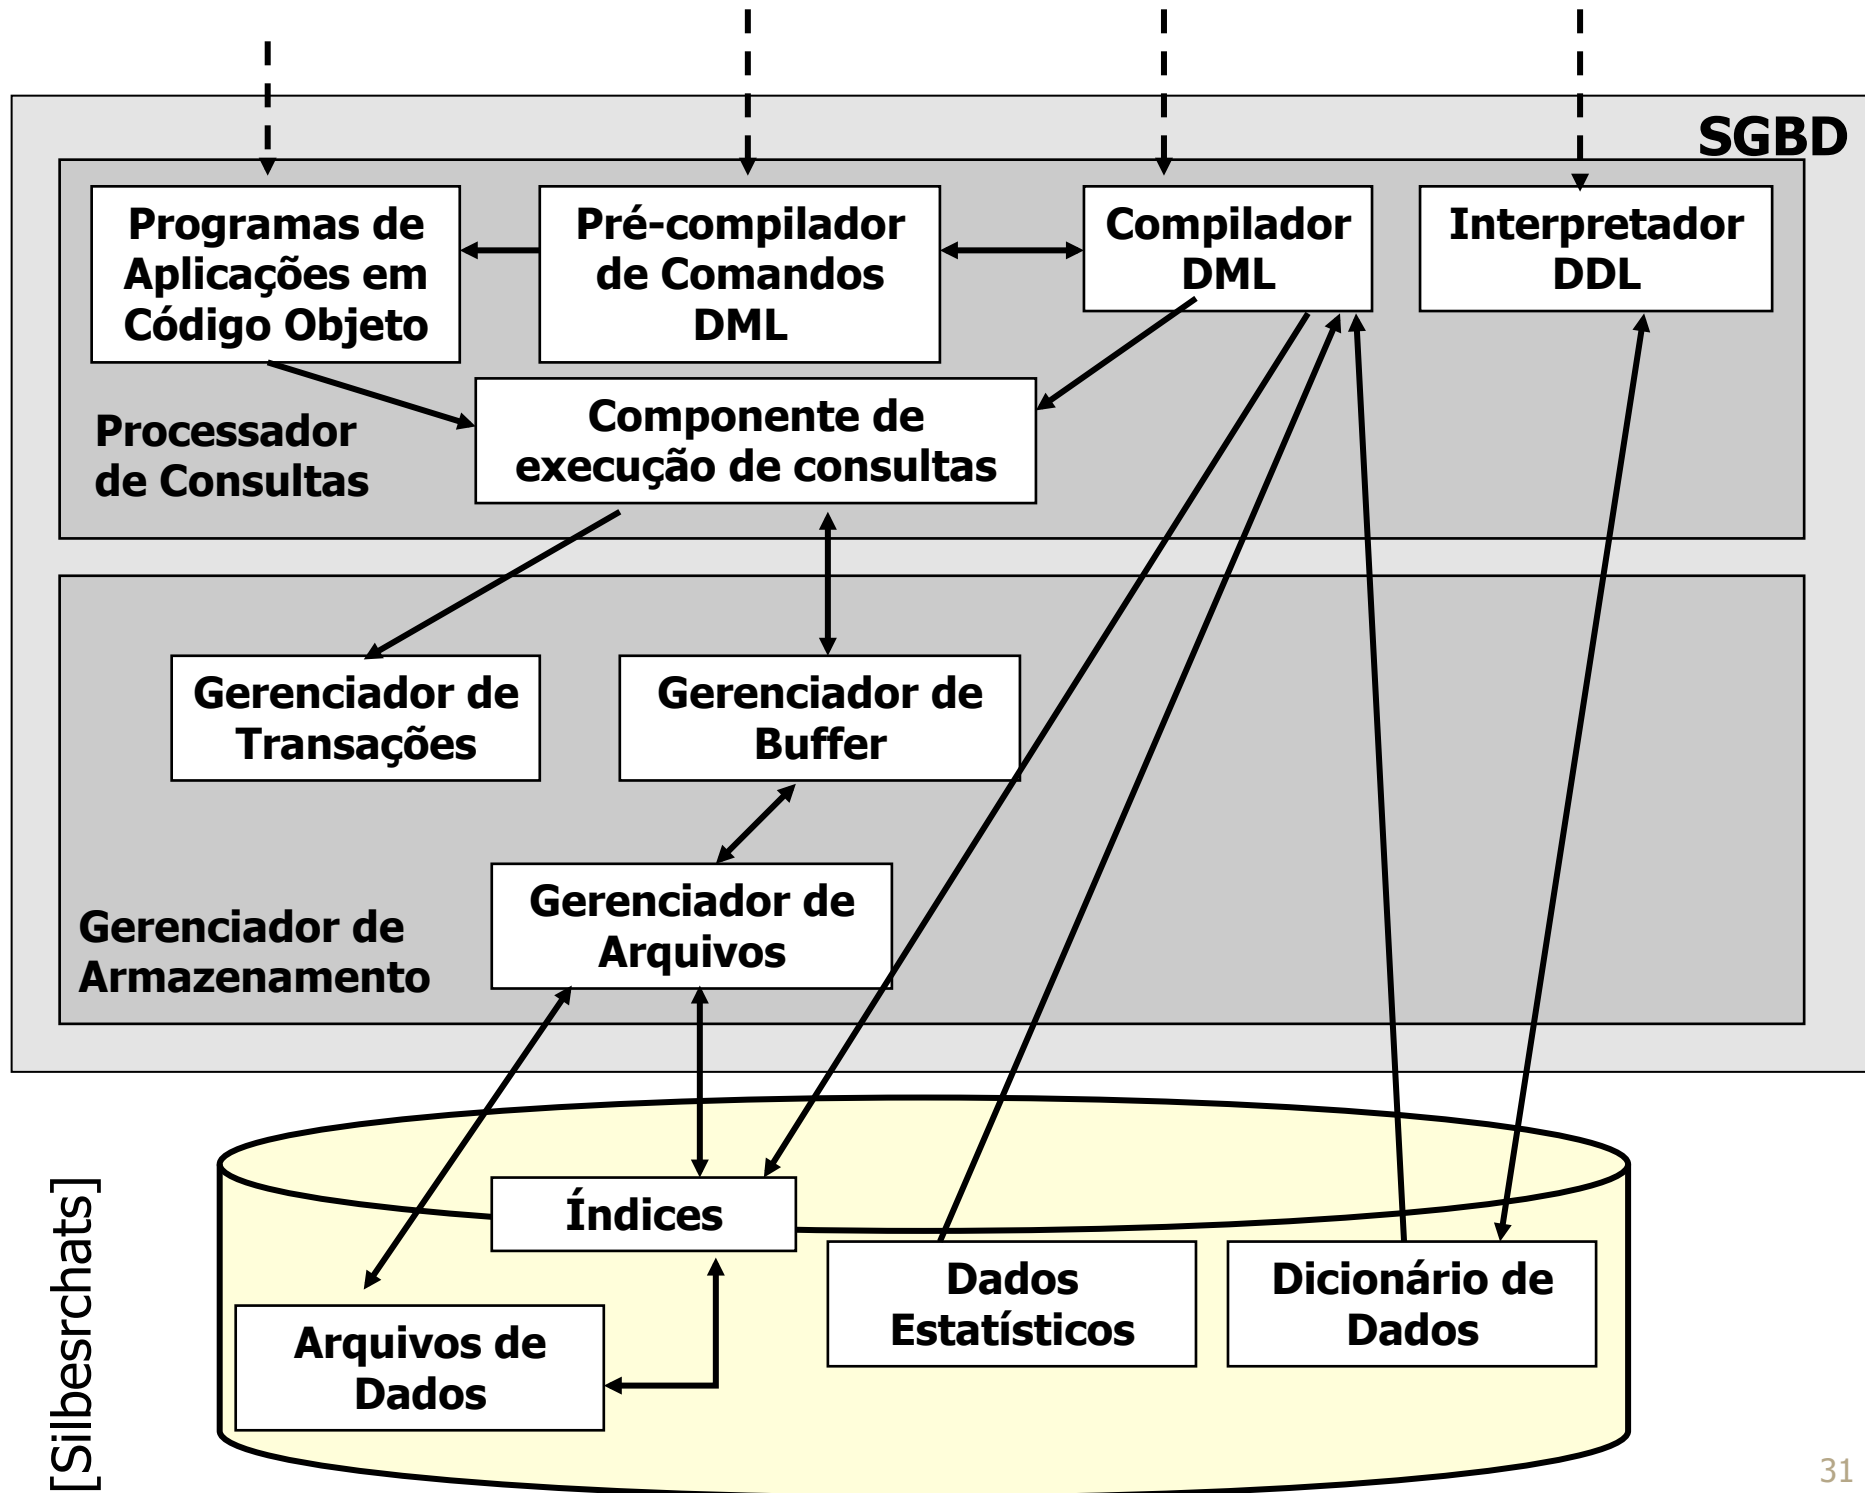 SGBD
Programas de
Aplicações em
Código Objeto
Pré-compilador
de Comandos
DML
Compilador
DML
Interpretador
DDL
Processador
de Consultas
Componente de
execução de consultas
Gerenciador de
Transações
Gerenciador de
Buffer
Gerenciador de
Armazenamento
Gerenciador de
Arquivos
Índices
Arquivos de
Dados
Dados
Estatísticos
Dicionário de
Dados
[Silbesrchats]
31